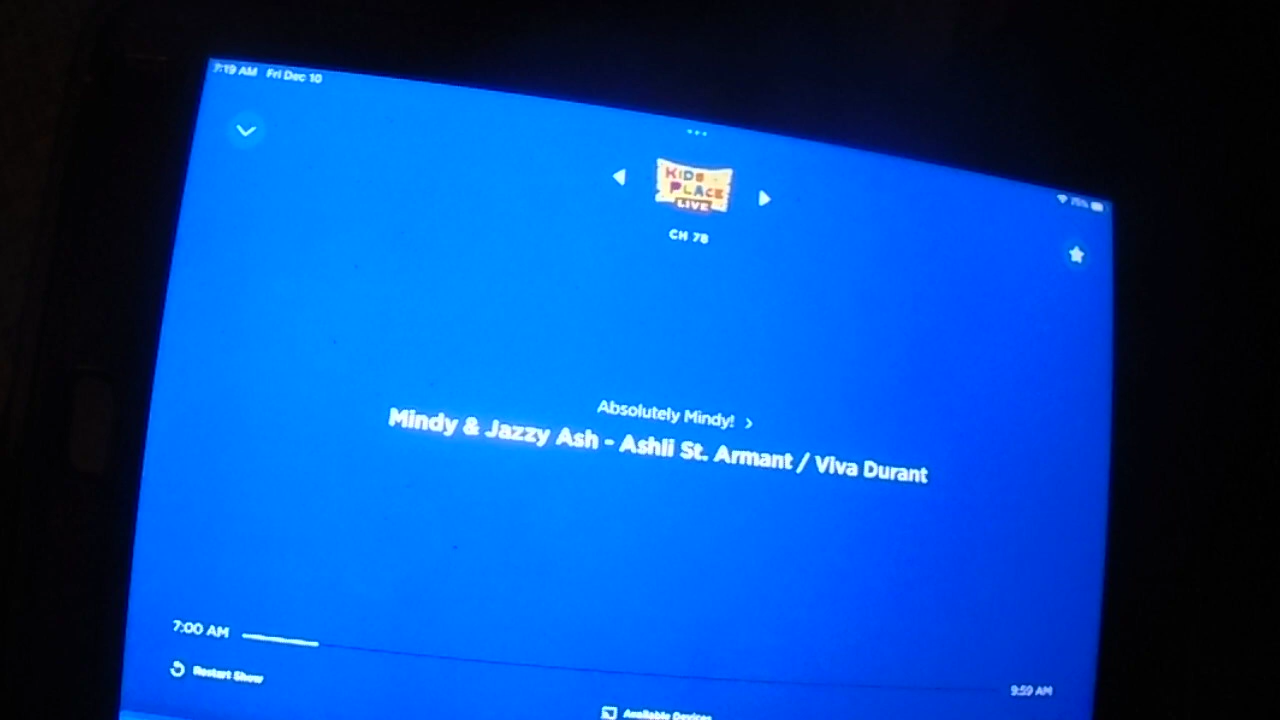 7:19 AM Fri Dec 10
75%
KIDS
PLACE
LIVE
CH 78
Absolutely Mindy! >
Mindy & Jazzy Ash - Ashli St. Armant / Viva Durant
7:00 AM
9:59 AM
Restart Show
Available Devices